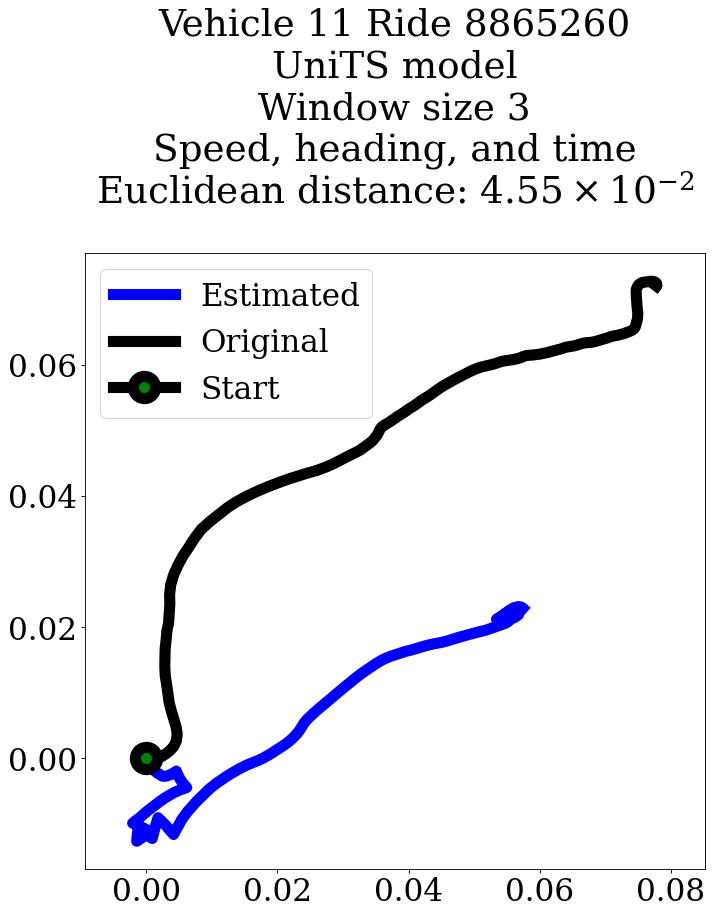 Vehicle 11 Ride 8865260
UniTS model
Window size 3
Speed, heading, and time
Euclidean distance: 4.55 × 10⁻²
Estimated
Original
Start
0.06
0.04
0.02
0.00
0.00 0.02 0.04 0.06 0.08